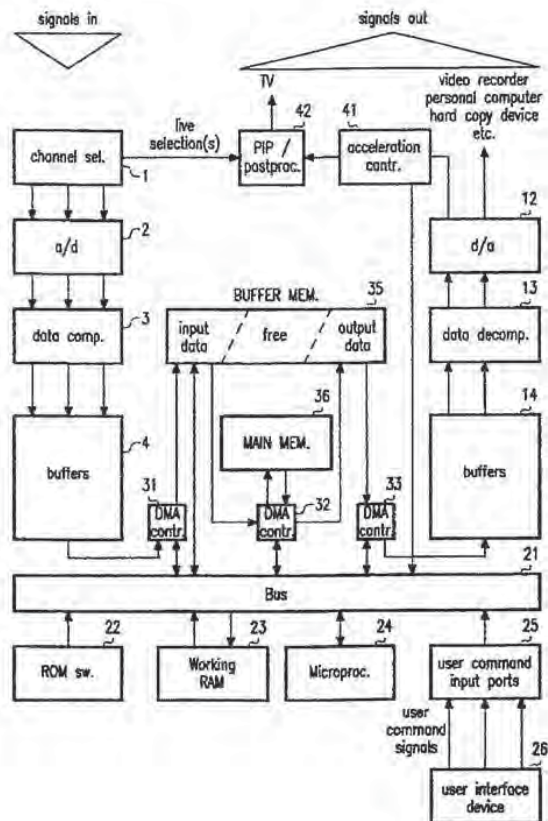 signals in
signals out
TV
video recorder
personal computer
hard copy device
etc.
live
selection(s)
42
41
channel sel.
1
PiP /
postproc.
acceleration
contr.
12
a/d
2
d/a
13
data comp.
3
BUFFER MEM.
35
input
data
free
output
data
data decomp.
14
36
buffers
4
MAIN MEM.
buffers
31
DMA
contr.
DMA
contr.
32
33
DMA
contr.
21
Bus
22
ROM sw.
23
Working
RAM
24
Microproc.
25
user command
input ports
user
command
signals
26
user interface
device